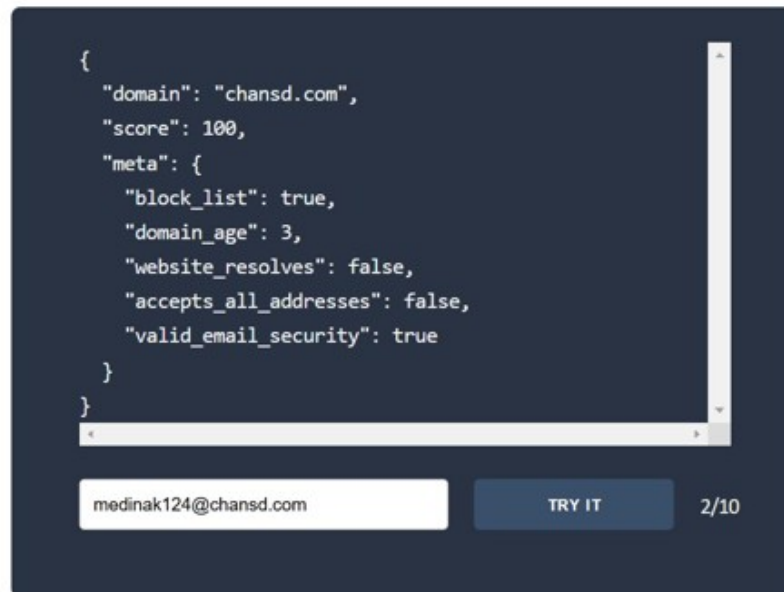 {
"domain": "chansd.com",
"score": 100,
"meta": {
"block_list": true,
"domain_age": 3,
"website_resolves": false,
"accepts_all_addresses": false,
"valid_email_security": true
}
}
medinak124@chansd.com TRY IT 2/10